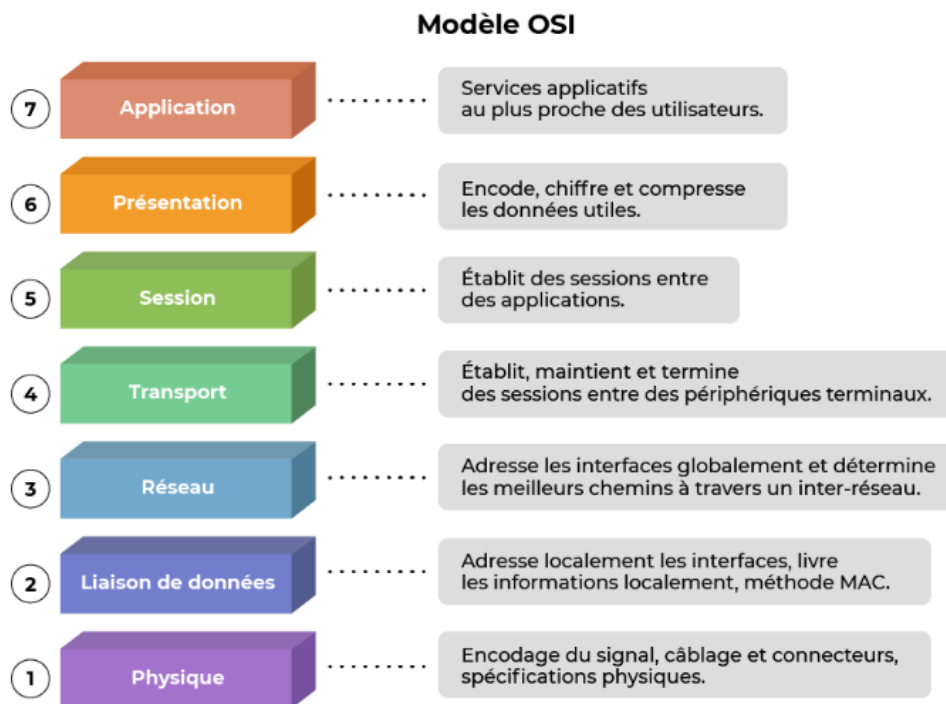 Modèle OSI
7
Application
Services applicatifs
au plus proche des utilisateurs.
6
Présentation
Encode, chiffre et compresse
les données utiles.
5
Session
Établit des sessions entre
des applications.
4
Transport
Établit, maintient et termine
des sessions entre des périphériques terminaux.
3
Réseau
Adresse les interfaces globalement et détermine
les meilleurs chemins à travers un inter-réseau.
2
Liaison de données
Adresse localement les interfaces, livre
les informations localement, méthode MAC.
1
Physique
Encodage du signal, câblage et connecteurs,
spécifications physiques.